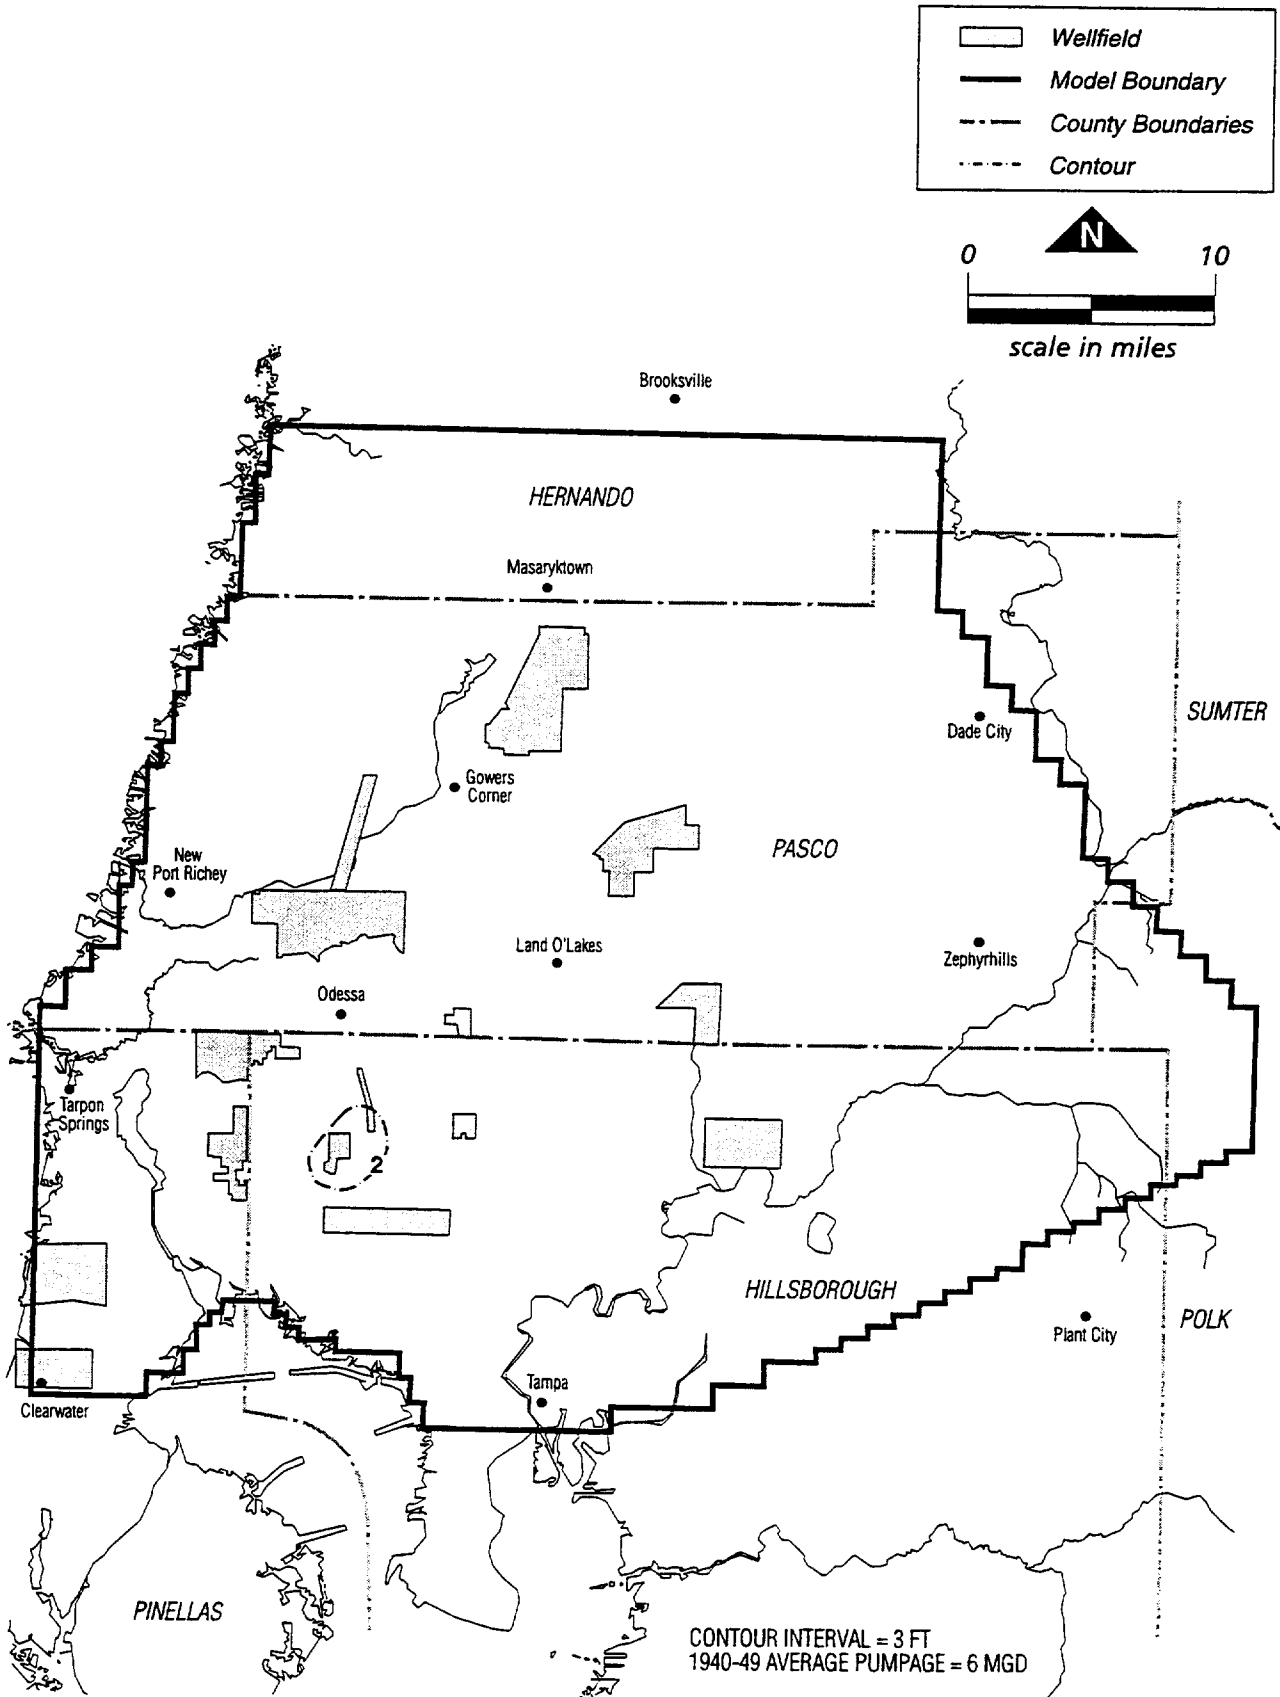 Wellfield
Model Boundary
County Boundaries
Contour
N
0 10
scale in miles
Brooksville
HERNANDO
Masaryktown
SUMTER
Dade City
Gowers
Corner
PASCO
New
Port Richey
Land O'Lakes
Zephyrhills
Odessa
Tarpon
Springs
2
HILLSBOROUGH
POLK
Plant City
Tampa
Clearwater
PINELLAS
CONTOUR INTERVAL = 3 FT
1940-49 AVERAGE PUMPAGE = 6 MGD